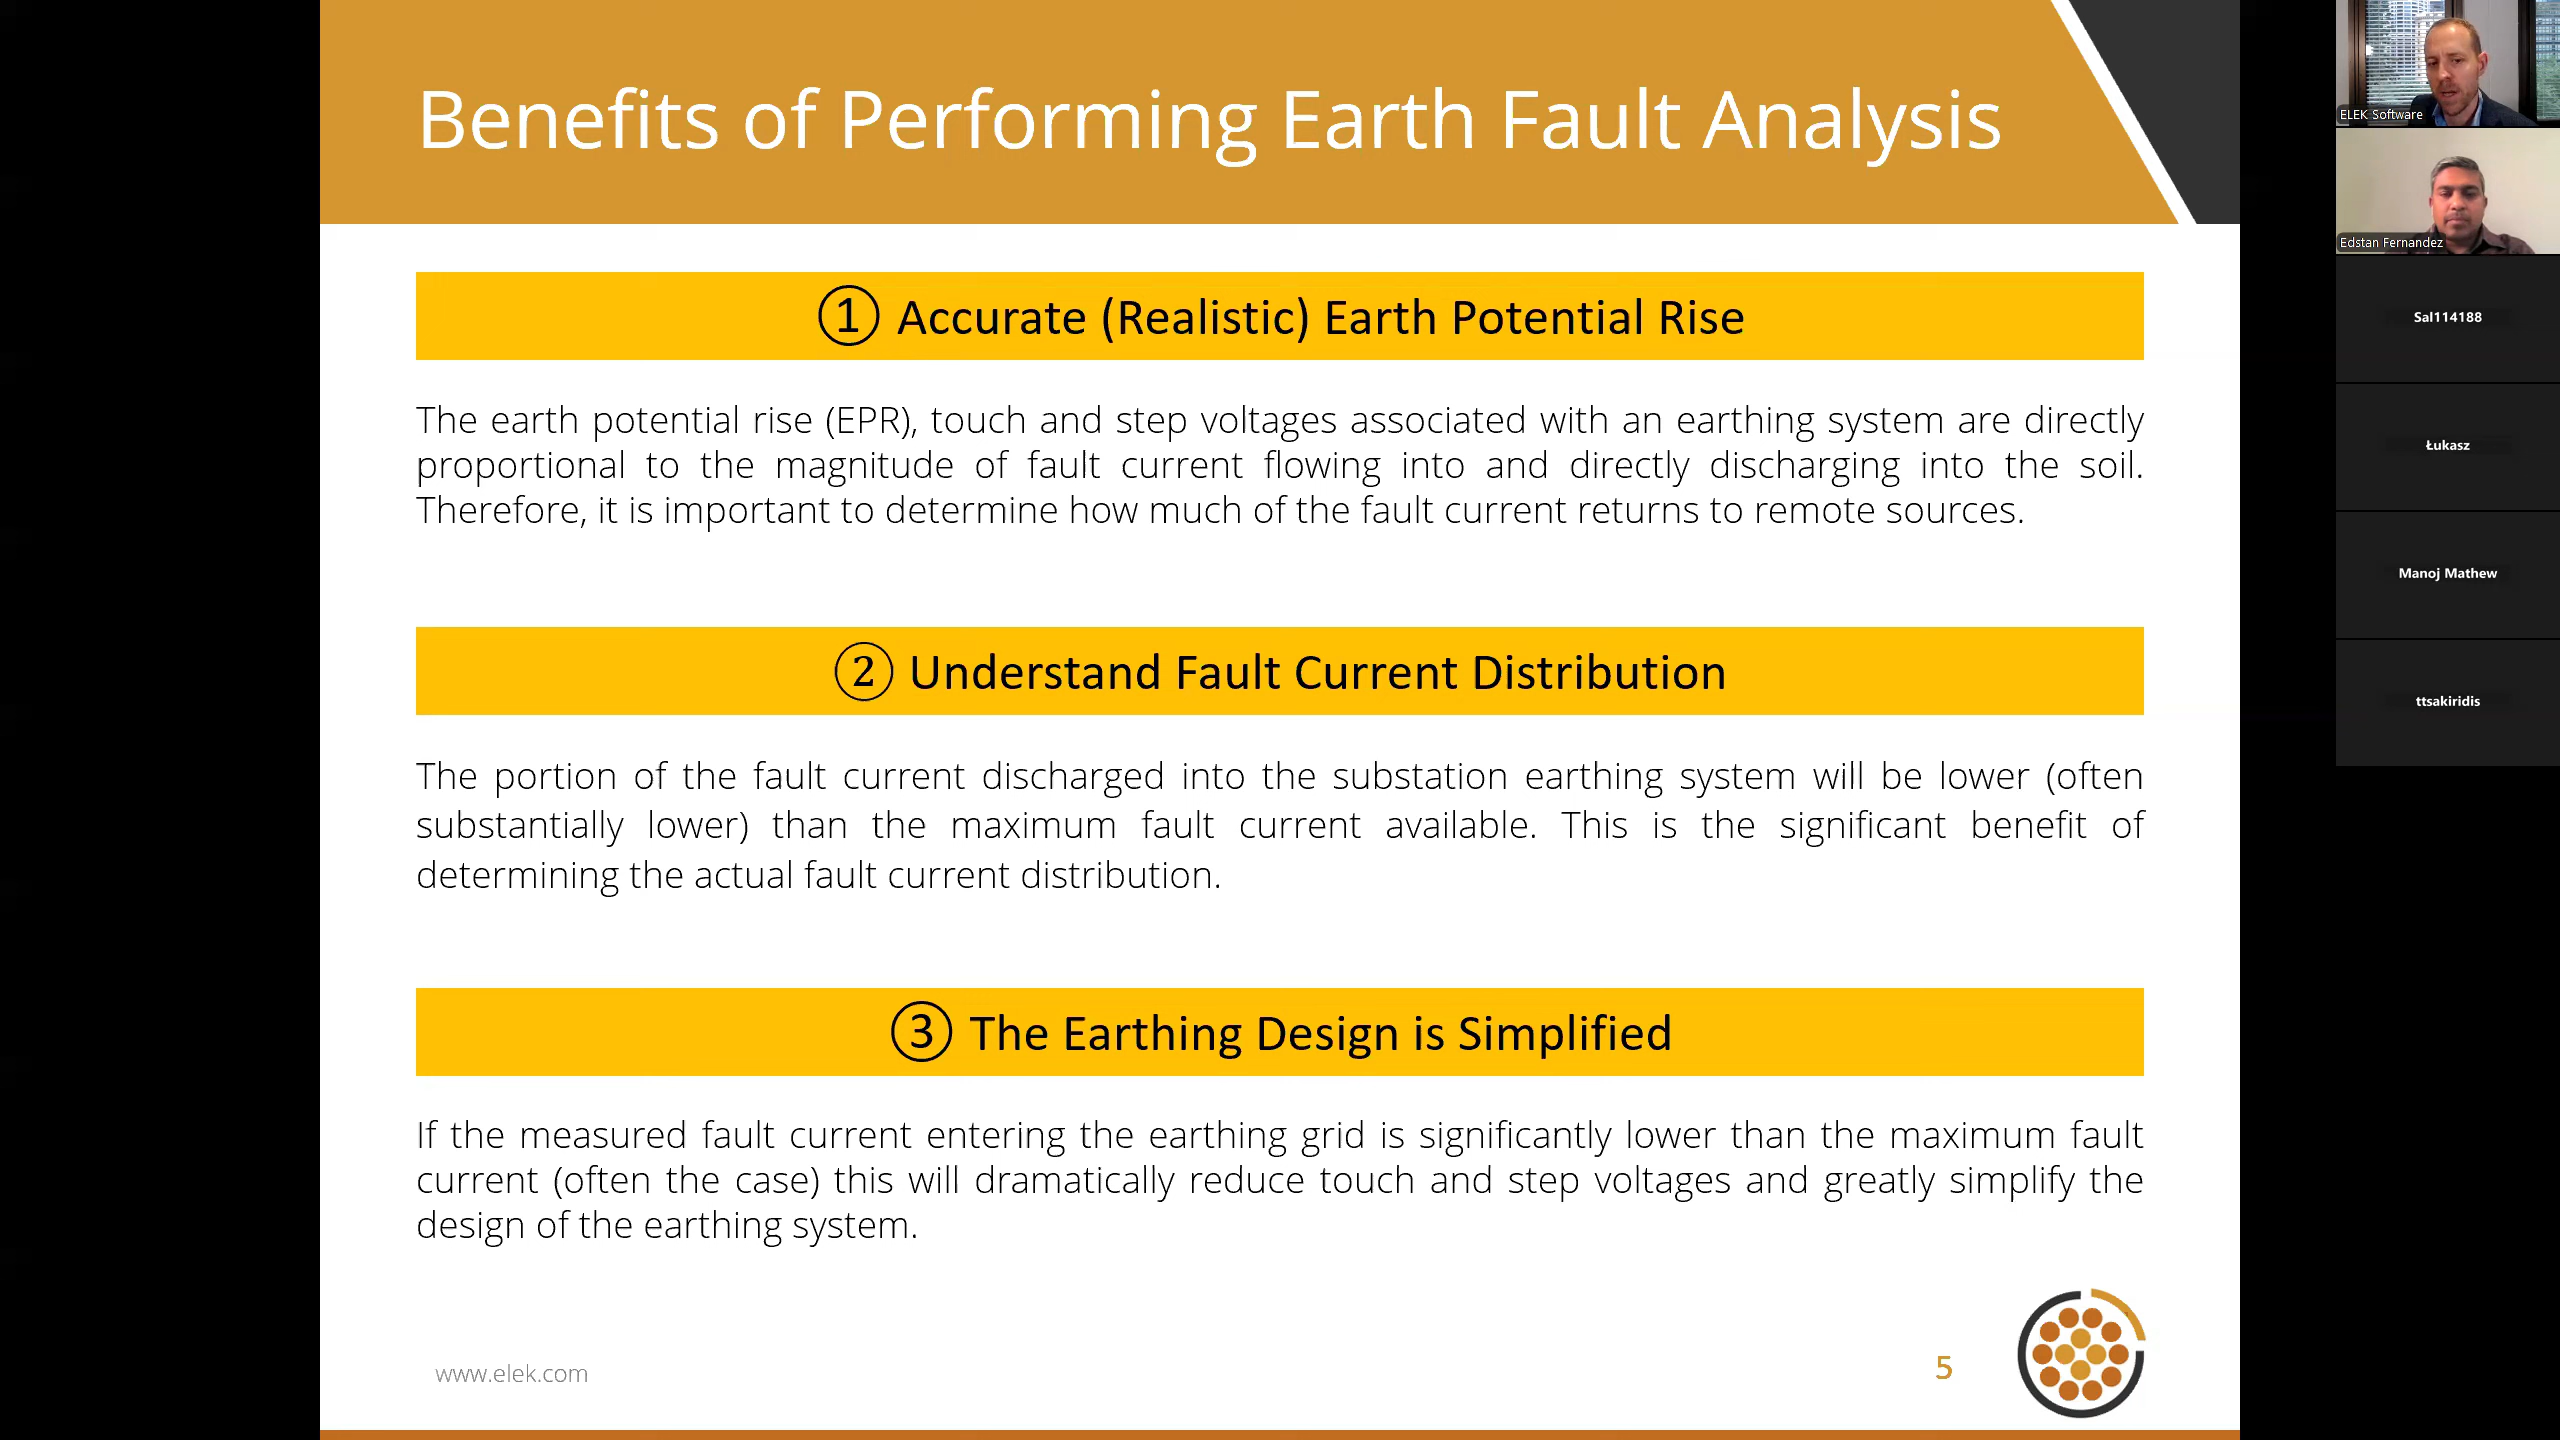 Benefits of Performing Earth Fault Analysis
① Accurate (Realistic) Earth Potential Rise
The earth potential rise (EPR), touch and step voltages associated with an earthing system are directly
proportional to the magnitude of fault current flowing into and directly discharging into the soil.
Therefore, it is important to determine how much of the fault current returns to remote sources.
② Understand Fault Current Distribution
The portion of the fault current discharged into the substation earthing system will be lower (often
substantially lower) than the maximum fault current available. This is the significant benefit of
determining the actual fault current distribution.
③ The Earthing Design is Simplified
If the measured fault current entering the earthing grid is significantly lower than the maximum fault
current (often the case) this will dramatically reduce touch and step voltages and greatly simplify the
design of the earthing system.
www.elek.com
5
ELEK Software
Edstan Fernandez
Sal114188
Łukasz
Manoj Mathew
ttsakiridis